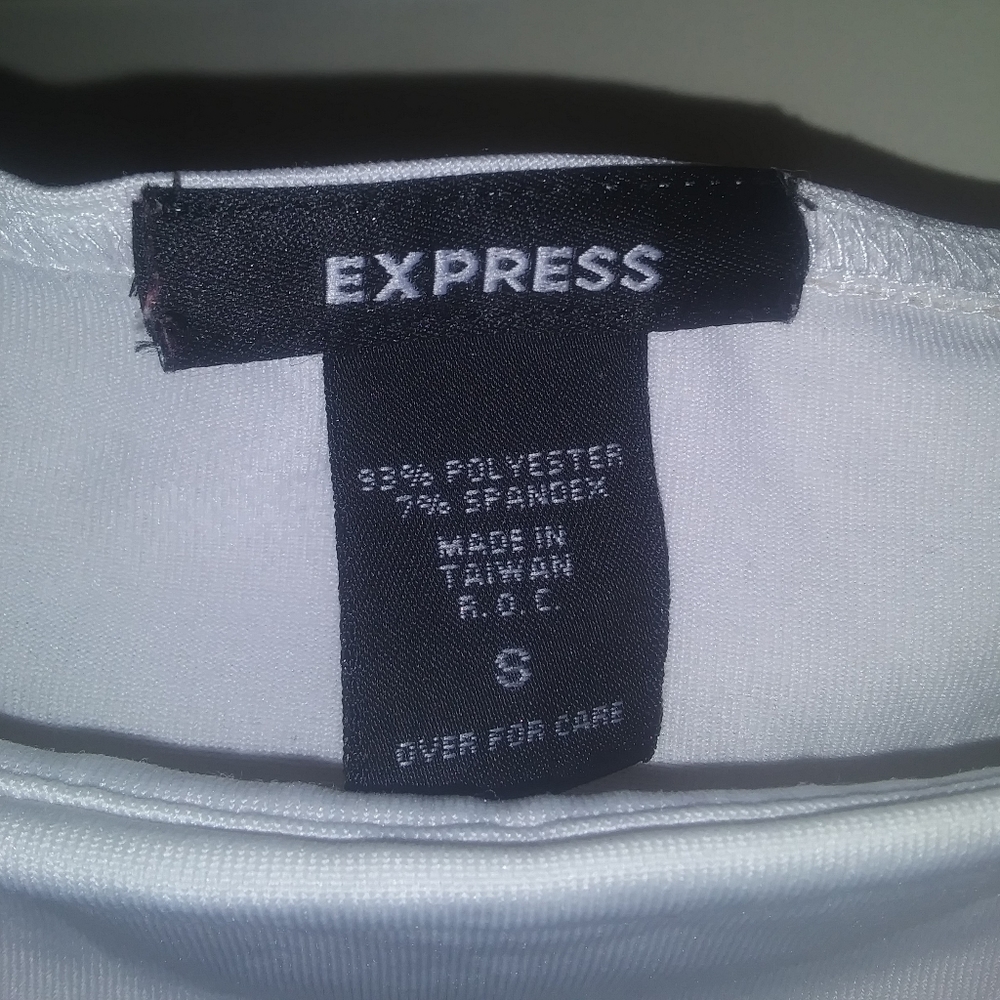 EXPRESS
93% POLYESTER
7% SPANDEX
MADE IN
TAIWAN
R.O.C.
S
OVER FOR CARE